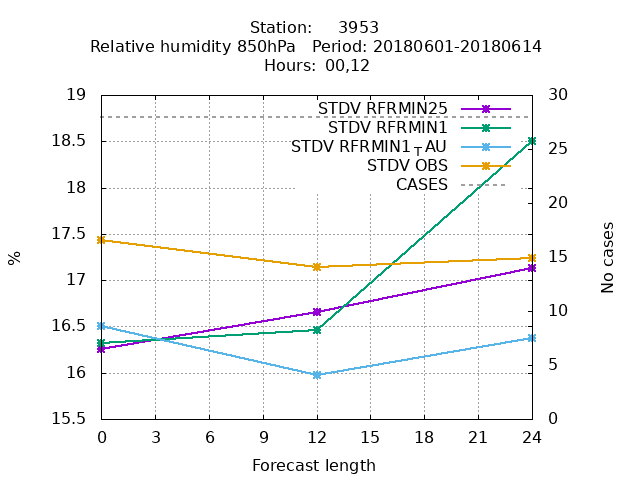 Station: 3953
Relative humidity 850hPa Period: 20180601-20180614
Hours: 00,12
19
18.5
18
17.5
17
16.5
16
15.5
%
30
25
20
15
10
5
0
No cases
STDV RFRMIN25
STDV RFRMIN1
STDV RFRMIN1TAU
STDV OBS
CASES
0 3 6 9 12 15 18 21 24
Forecast length